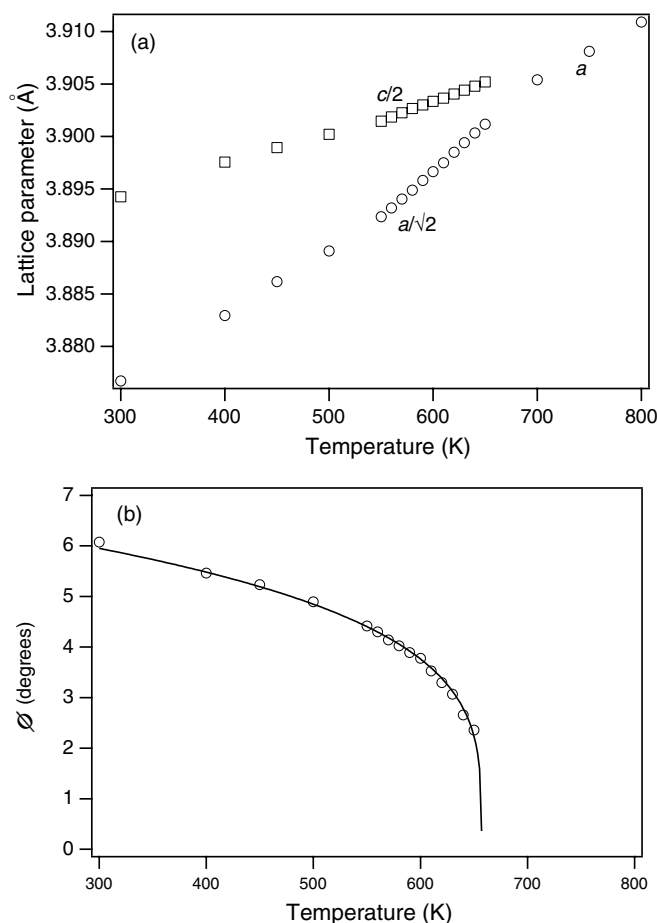 (a)
3.910
3.905
3.900
3.895
3.890
3.885
3.880
Lattice parameter (Å)
c/2
a
a/√2
300 400 500 600 700 800
Temperature (K)
(b)
7
6
5
4
3
2
1
0
Ø (degrees)
300 400 500 600 700 800
Temperature (K)